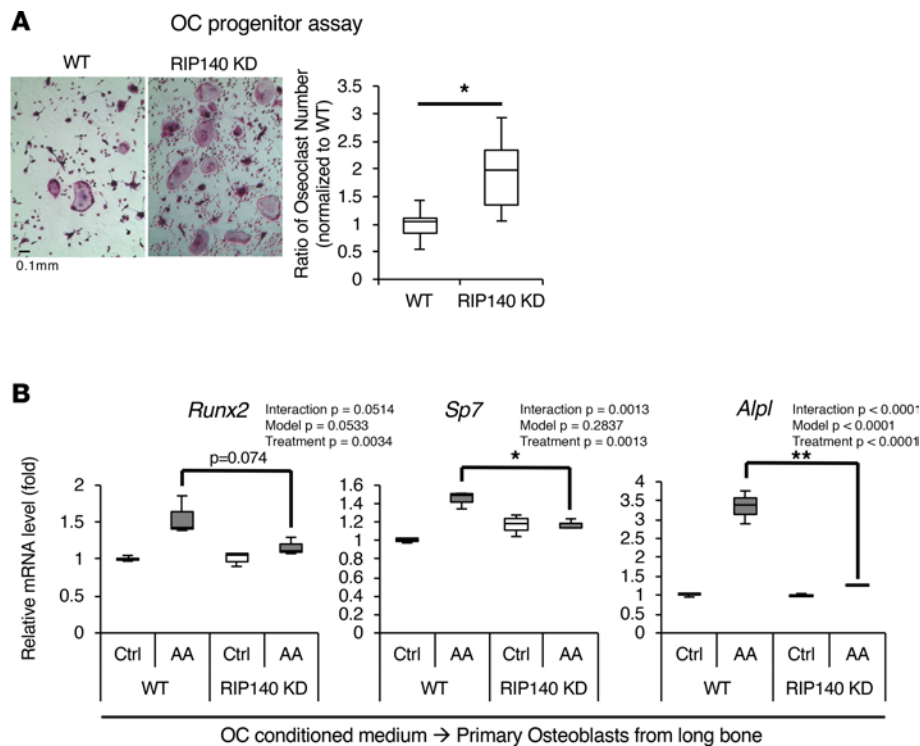 A
OC progenitor assay
WT
RIP140 KD
0.1mm
Ratio of Oseoclast Number
(normalized to WT)
3.5
3
2.5
2
1.5
1
0.5
0
*
WT
RIP140 KD
B
Runx2
Interaction p = 0.0514
Model p = 0.0533
Treatment p = 0.0034
p=0.074
Relative mRNA level (fold)
2
1.5
1
0.5
0
Ctrl
AA
Ctrl
AA
WT
RIP140 KD
Sp7
Interaction p = 0.0013
Model p = 0.2837
Treatment p = 0.0013
*
1.6
1.4
1.2
1
0.8
0.6
0.4
0.2
0
Ctrl
AA
Ctrl
AA
WT
RIP140 KD
Alpl
Interaction p < 0.0001
Model p < 0.0001
Treatment p < 0.0001
**
4
3.5
3
2.5
2
1.5
1
0.5
0
Ctrl
AA
Ctrl
AA
WT
RIP140 KD
OC conditioned medium → Primary Osteoblasts from long bone